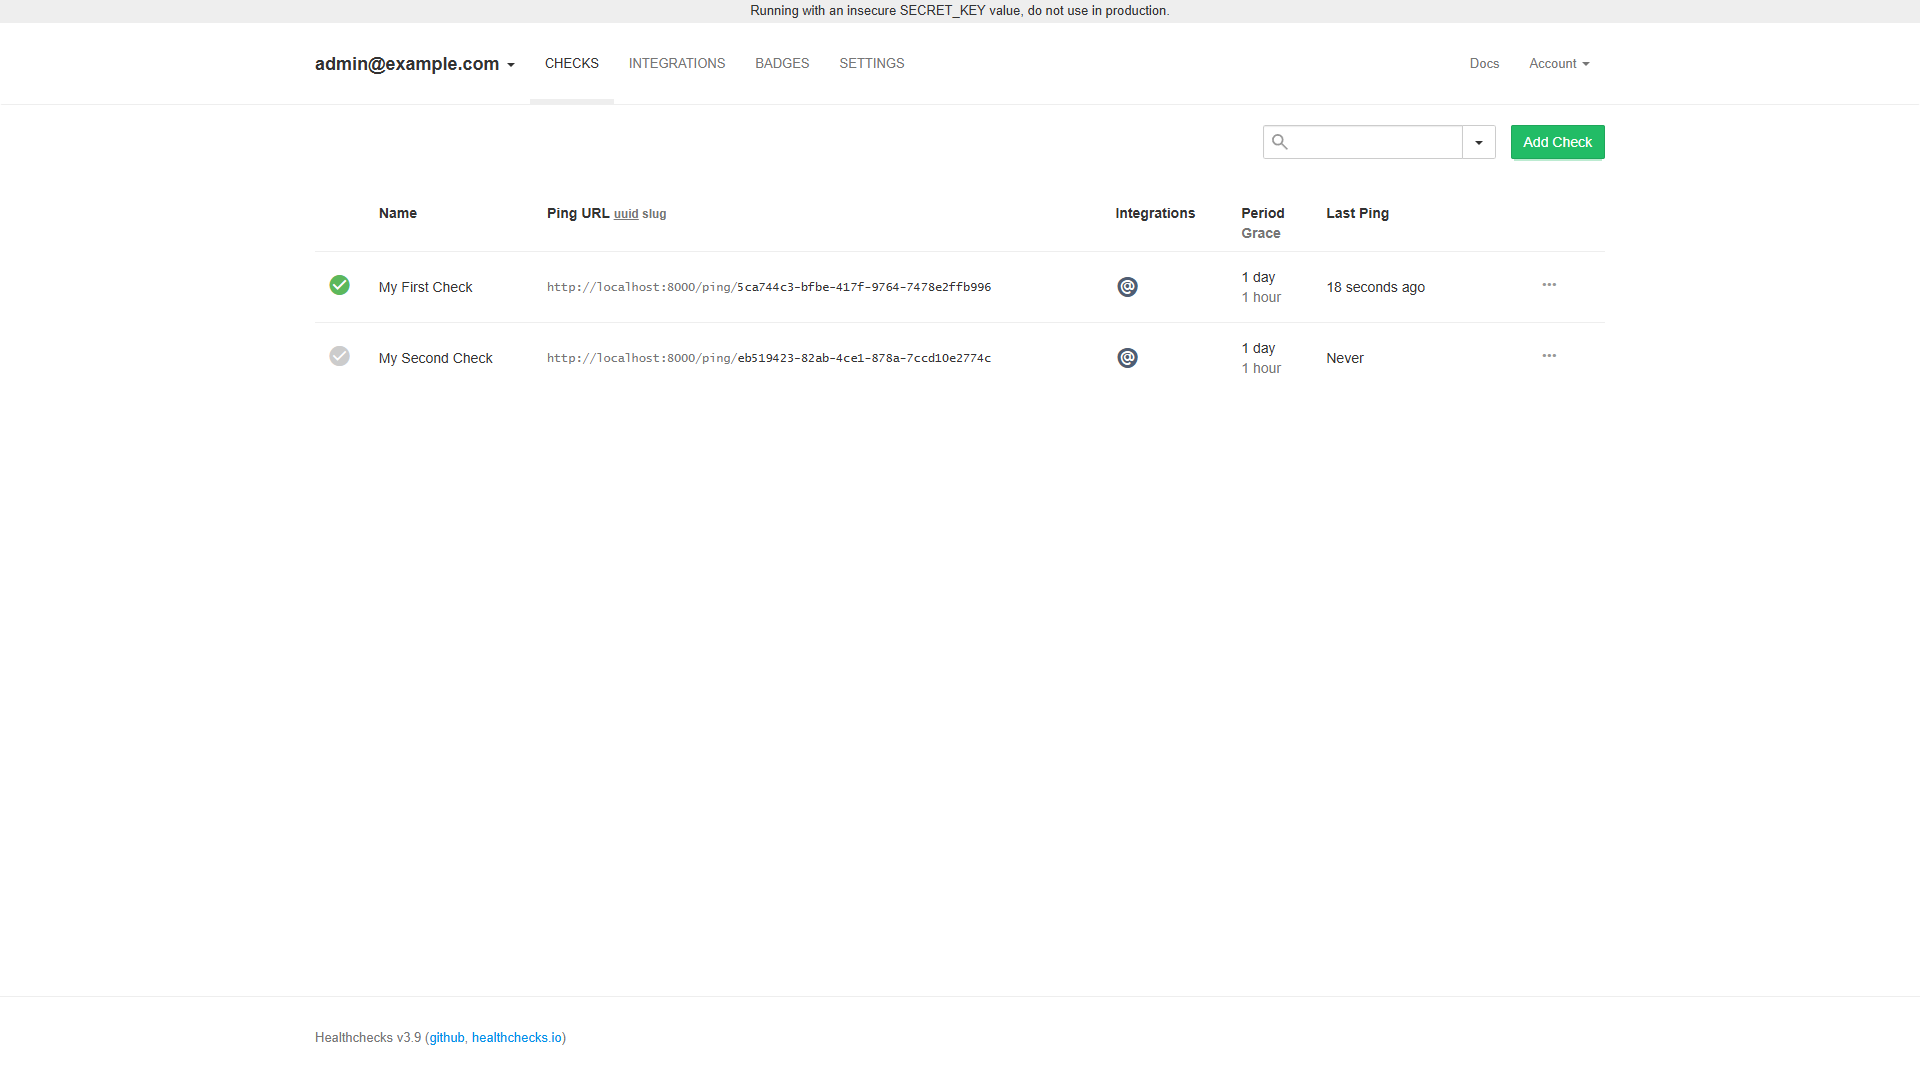 Running with an insecure SECRET_KEY value, do not use in production.
admin@example.com CHECKS INTEGRATIONS BADGES SETTINGS Docs Account
Add Check
Name Ping URL uuid slug Integrations Period Last Ping
Grace
My First Check http://localhost:8000/ping/5ca744c3-bfbe-417f-9764-7478e2ffb996 @ 1 day 18 seconds ago
1 hour
My Second Check http://localhost:8000/ping/eb519423-82ab-4ce1-878a-7ccd10e2774c @ 1 day Never
1 hour
Healthchecks v3.9 (github, healthchecks.io)